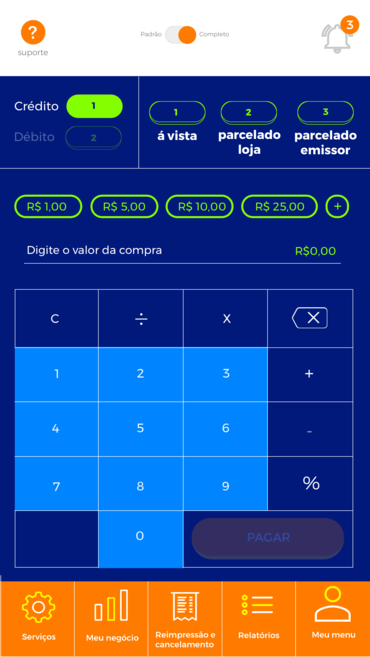 ?
suporte
Padrão
Completo
3
Crédito
1
Débito
2
1
á vista
2
parcelado
loja
3
parcelado
emissor
R$ 1,00
R$ 5,00
R$ 10,00
R$ 25,00
+
Digite o valor da compra
R$0,00
C ÷ X X
1 2 3 +
4 5 6 -
7 8 9 %
0 PAGAR
Serviços
Meu negócio
Reimpressão e
cancelamento
Relatórios
Meu menu